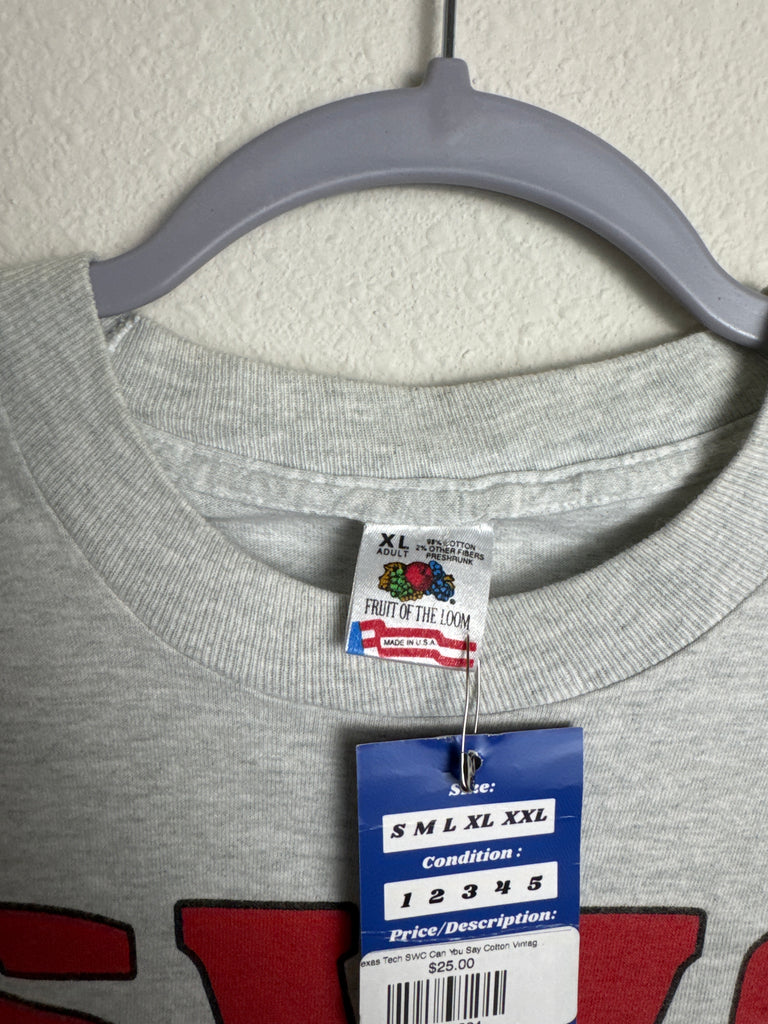 XL
ADULT
98% COTTON
2% OTHER FIBERS
PRESHRUNK
FRUIT OF THE LOOM
MADE IN U.S.A.
Size:
S M L XL XXL
Condition :
1 2 3 4 5
Price/Description:
exas Tech SWC Can You Say Cotton Vintag
$25.00